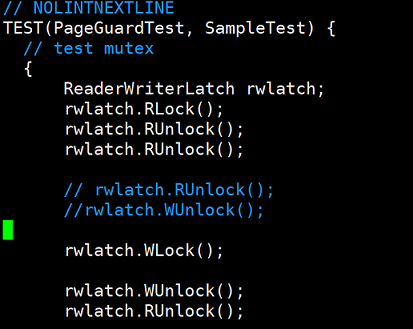 // NOLINTNEXTLINE
TEST(PageGuardTest, SampleTest) {
  // test mutex
  {
      ReaderWriterLatch rwlatch;
      rwlatch.RLock();
      rwlatch.RUnlock();
      rwlatch.RUnlock();

      // rwlatch.RUnlock();
      //rwlatch.WUnlock();

      rwlatch.WLock();

      rwlatch.WUnlock();
      rwlatch.RUnlock();